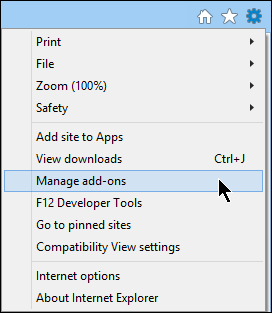 Print
File
Zoom (100%)
Safety
Add site to Apps
View downloads Ctrl+J
Manage add-ons
F12 Developer Tools
Go to pinned sites
Compatibility View settings
Internet options
About Internet Explorer